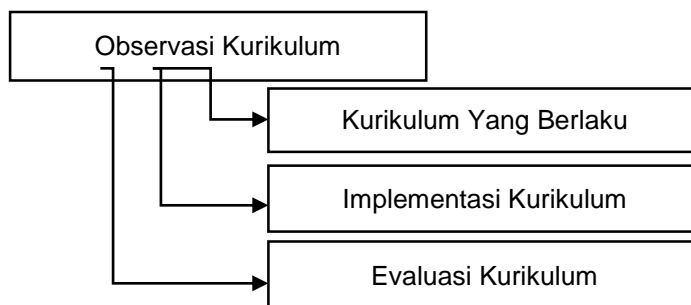 Observasi Kurikulum
Kurikulum Yang Berlaku
Implementasi Kurikulum
Evaluasi Kurikulum